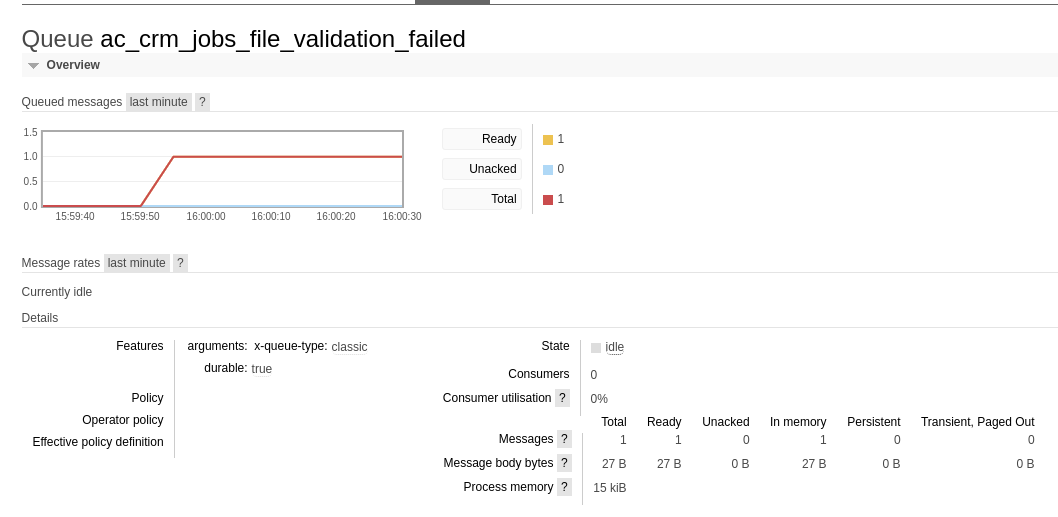 Queue ac_crm_jobs_file_validation_failed
Overview
Queued messages last minute ?
1.5
1.0
0.5
0.0
15:59:40 15:59:50 16:00:00 16:00:10 16:00:20 16:00:30
Ready 1
Unacked 0
Total 1
Message rates last minute ?
Currently idle
Details
Features arguments: x-queue-type: classic
durable: true
Policy
Operator policy
Effective policy definition
State idle
Consumers 0
Consumer utilisation ? 0%
Total Ready Unacked In memory Persistent Transient, Paged Out
Messages ? 1 1 0 1 0 0
Message body bytes ? 27 B 27 B 0 B 27 B 0 B 0 B
Process memory ? 15 kiB